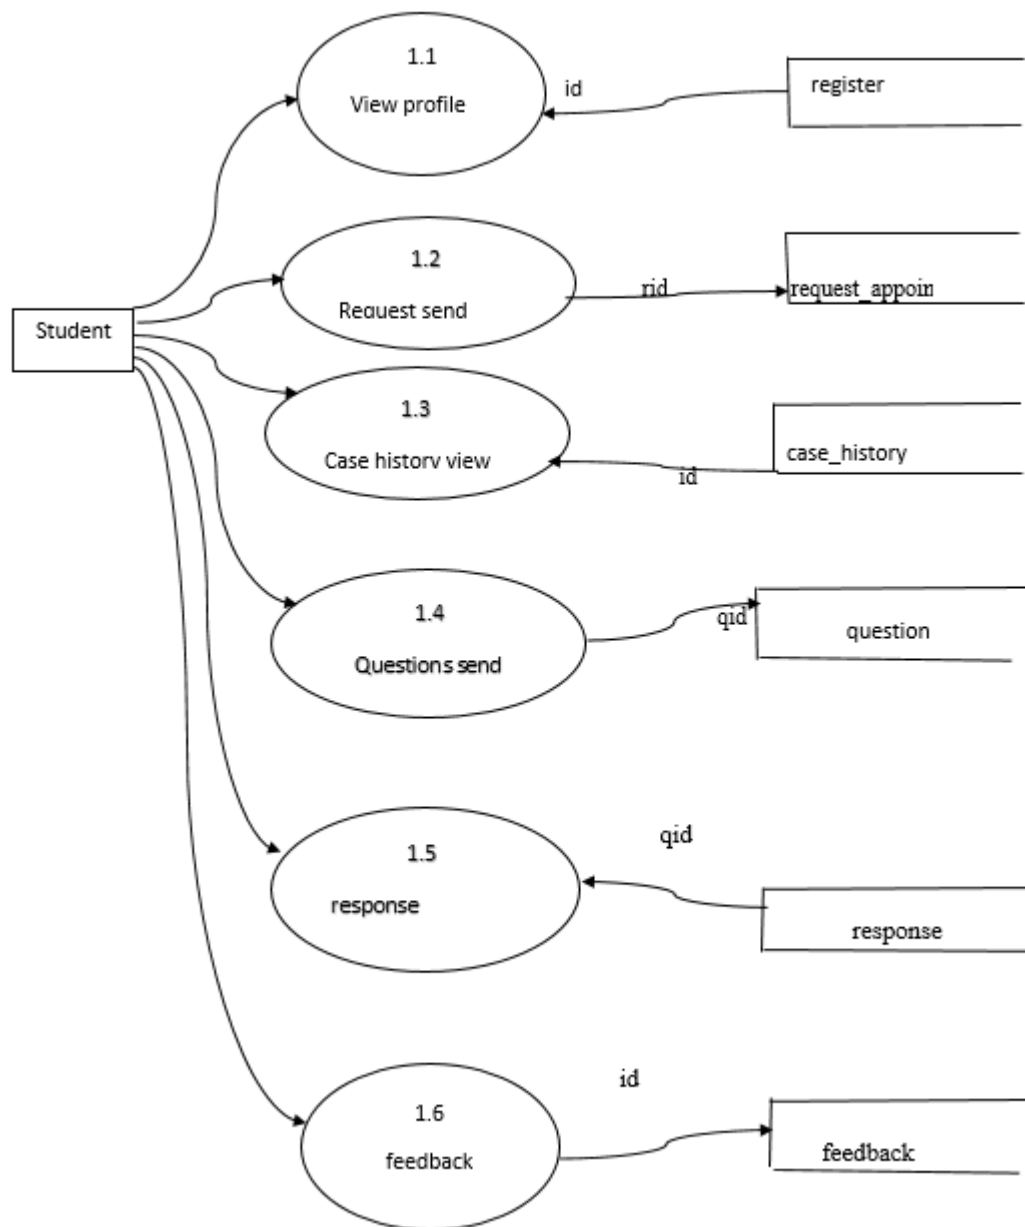 1.1
View profile
id
register
1.2
Request send
rid
request_appoin
Student
1.3
Case history view
id
case_history
1.4
Questions send
qid
question
1.5
response
qid
response
1.6
feedback
id
feedback